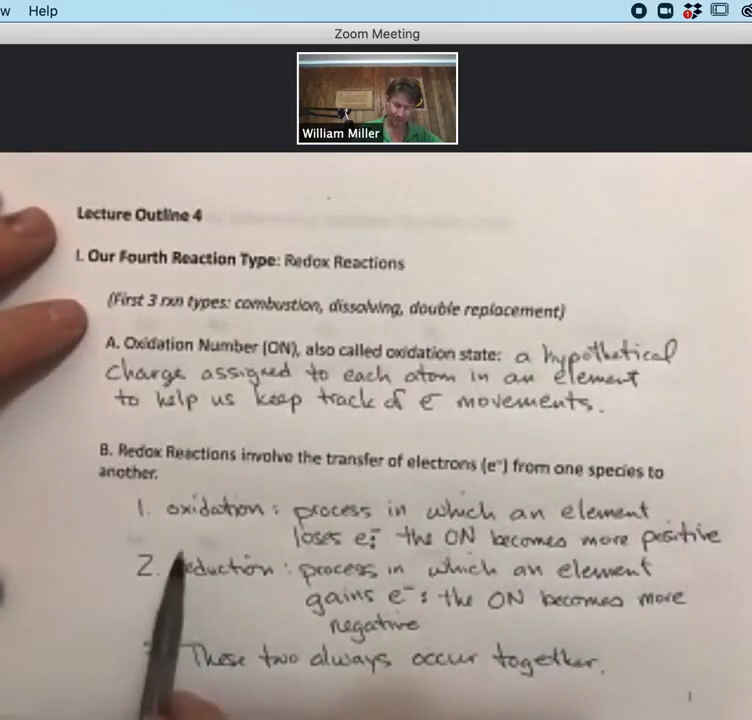 w Help
Zoom Meeting
William Miller
Lecture Outline 4
I. Our Fourth Reaction Type: Redox Reactions
(First 3 rxn types: combustion, dissolving, double replacement)
A. Oxidation Number (ON), also called oxidation state: a hypothetical
charge assigned to each atom in an element
to help us keep track of e⁻ movements.
B. Redox Reactions involve the transfer of electrons (e⁻) from one species to
another.
1. oxidation: process in which an element
loses e⁻; the ON becomes more positive
2. reduction: process in which an element
gains e⁻: the ON becomes more
negative
These two always occur together.
1